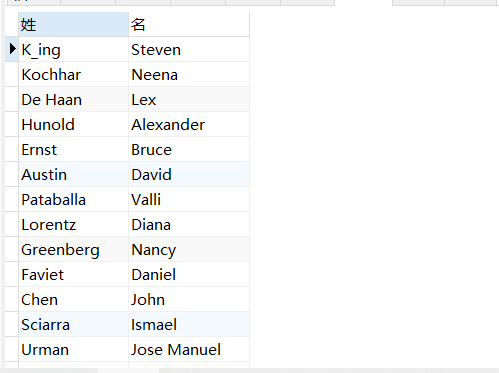 姓 名
K_ing Steven
Kochhar Neena
De Haan Lex
Hunold Alexander
Ernst Bruce
Austin David
Pataballa Valli
Lorentz Diana
Greenberg Nancy
Faviet Daniel
Chen John
Sciarra Ismael
Urman Jose Manuel